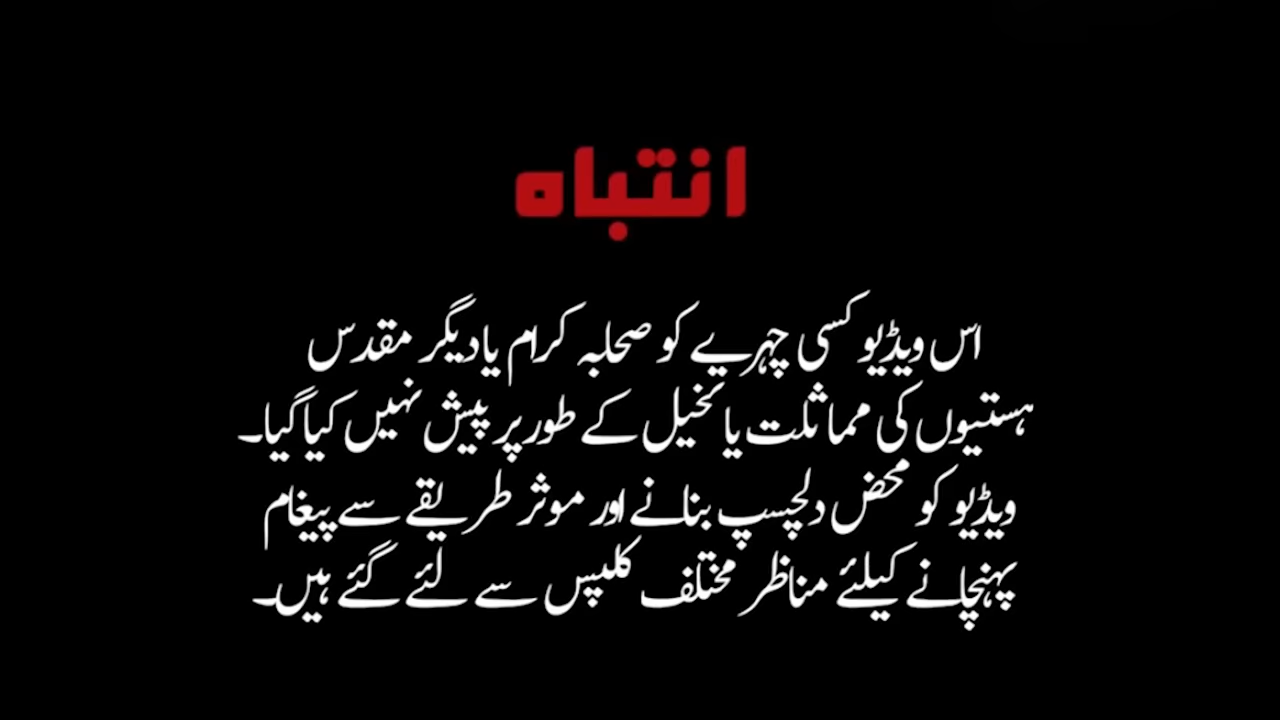 انتباہ
اس ویڈیو کسی چہرے کو صحابہ کرام یا دیگر مقدس
ہستیوں کی مماثلت یا تخیل کے طور پر پیش نہیں کیا گیا۔
ویڈیو کو محض دلچسپ بنانے اور موثر طریقے سے پیغام
پہنچانے کیلئے مناظر مختلف کلپس سے لئے گئے ہیں۔